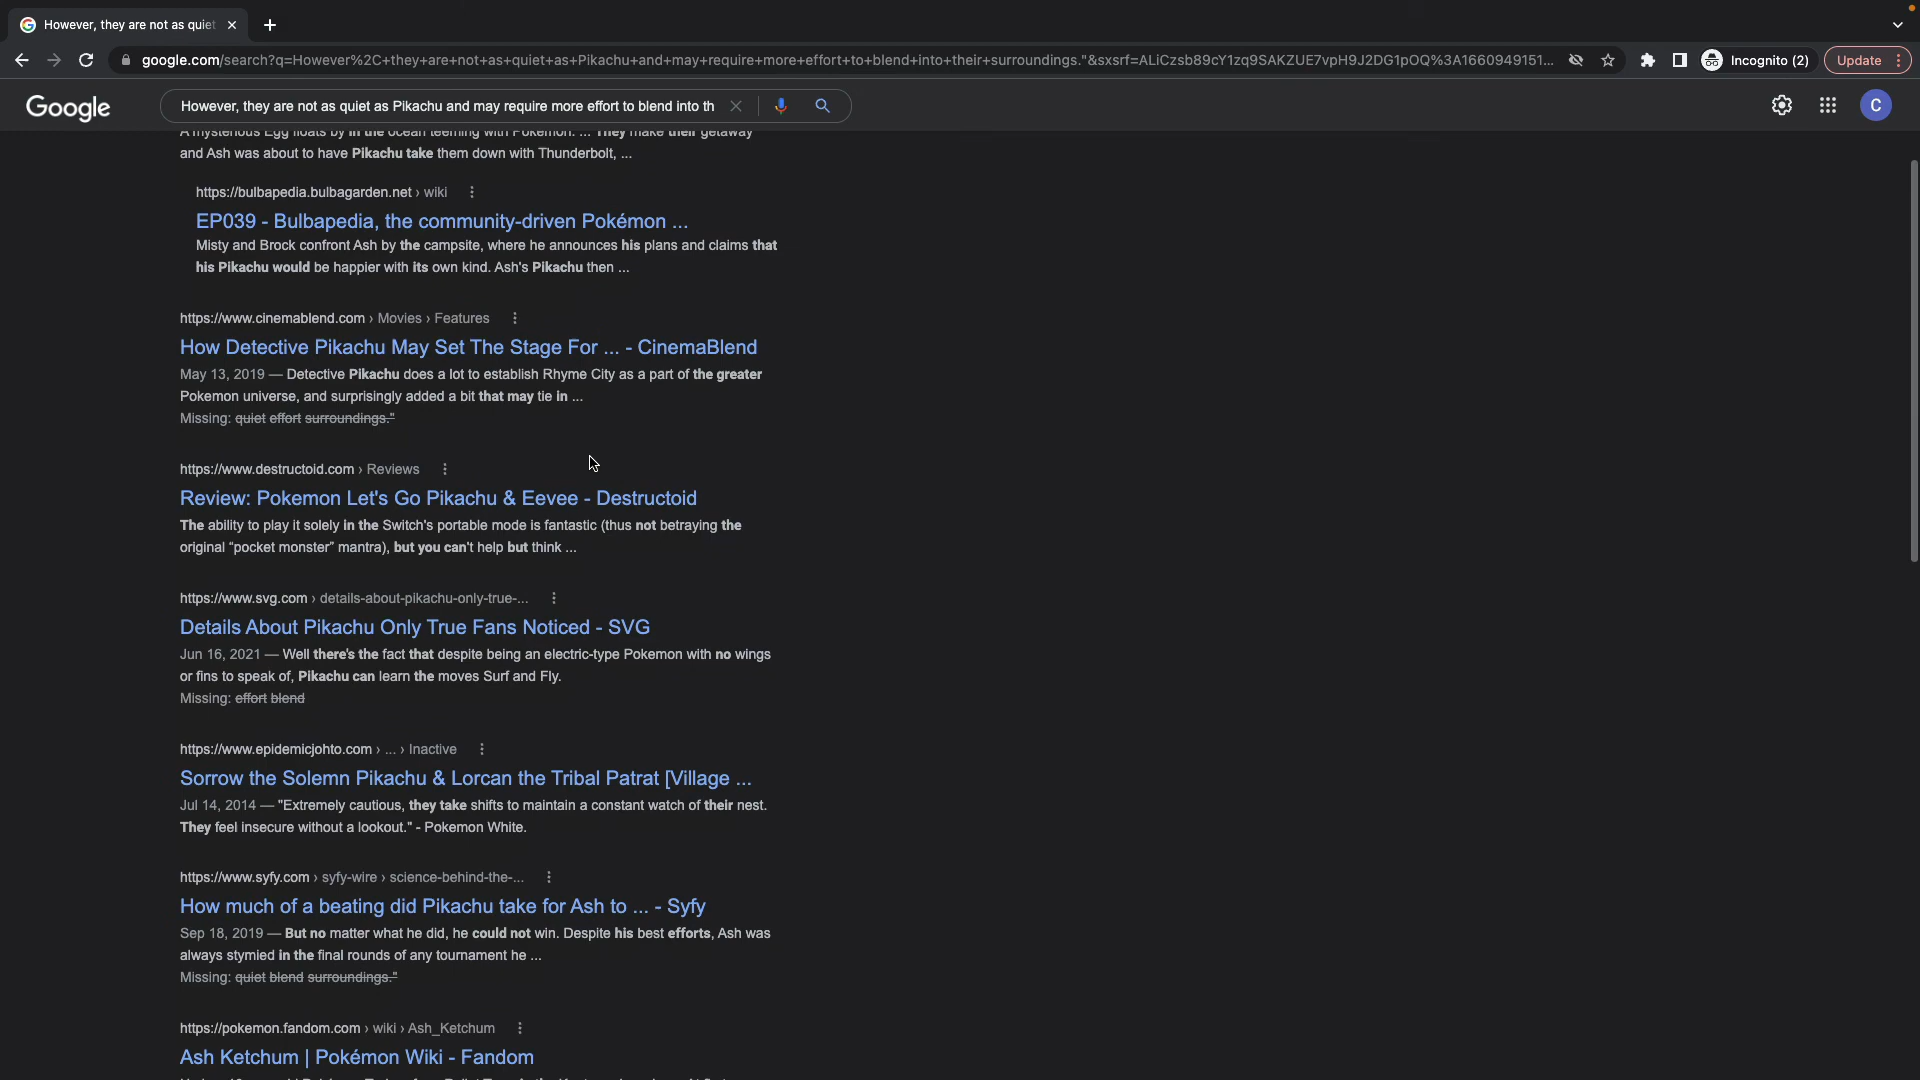 However, they are not as quiet
google.com/search?q=However%2C+they+are+not+as+quiet+as+Pikachu+and+may+require+more+effort+to+blend+into+their+surroundings."&sxsrf=ALiCzsb89cY1zq9SAKZUE7vpH9J2DG1pOQ%3A1660949151... Incognito (2) Update
Google However, they are not as quiet as Pikachu and may require more effort to blend into th C
A mysterious Egg floats by in the ocean teeming with Pokémon. ... They make their getaway
and Ash was about to have Pikachu take them down with Thunderbolt, ...
https://bulbapedia.bulbagarden.net › wiki
EP039 - Bulbapedia, the community-driven Pokémon ...
Misty and Brock confront Ash by the campsite, where he announces his plans and claims that
his Pikachu would be happier with its own kind. Ash's Pikachu then ...
https://www.cinemablend.com › Movies › Features
How Detective Pikachu May Set The Stage For ... - CinemaBlend
May 13, 2019 — Detective Pikachu does a lot to establish Rhyme City as a part of the greater
Pokemon universe, and surprisingly added a bit that may tie in ...
Missing: quiet effort surroundings."
https://www.destructoid.com › Reviews
Review: Pokemon Let's Go Pikachu & Eevee - Destructoid
The ability to play it solely in the Switch's portable mode is fantastic (thus not betraying the
original “pocket monster” mantra), but you can't help but think ...
https://www.svg.com › details-about-pikachu-only-true-...
Details About Pikachu Only True Fans Noticed - SVG
Jun 16, 2021 — Well there's the fact that despite being an electric-type Pokemon with no wings
or fins to speak of, Pikachu can learn the moves Surf and Fly.
Missing: effort blend
https://www.epidemicjohto.com › ... › Inactive
Sorrow the Solemn Pikachu & Lorcan the Tribal Patrat [Village ...
Jul 14, 2014 — "Extremely cautious, they take shifts to maintain a constant watch of their nest.
They feel insecure without a lookout." - Pokemon White.
https://www.syfy.com › syfy-wire › science-behind-the-...
How much of a beating did Pikachu take for Ash to ... - Syfy
Sep 18, 2019 — But no matter what he did, he could not win. Despite his best efforts, Ash was
always stymied in the final rounds of any tournament he ...
Missing: quiet blend surroundings."
https://pokemon.fandom.com › wiki › Ash_Ketchum
Ash Ketchum | Pokémon Wiki - Fandom